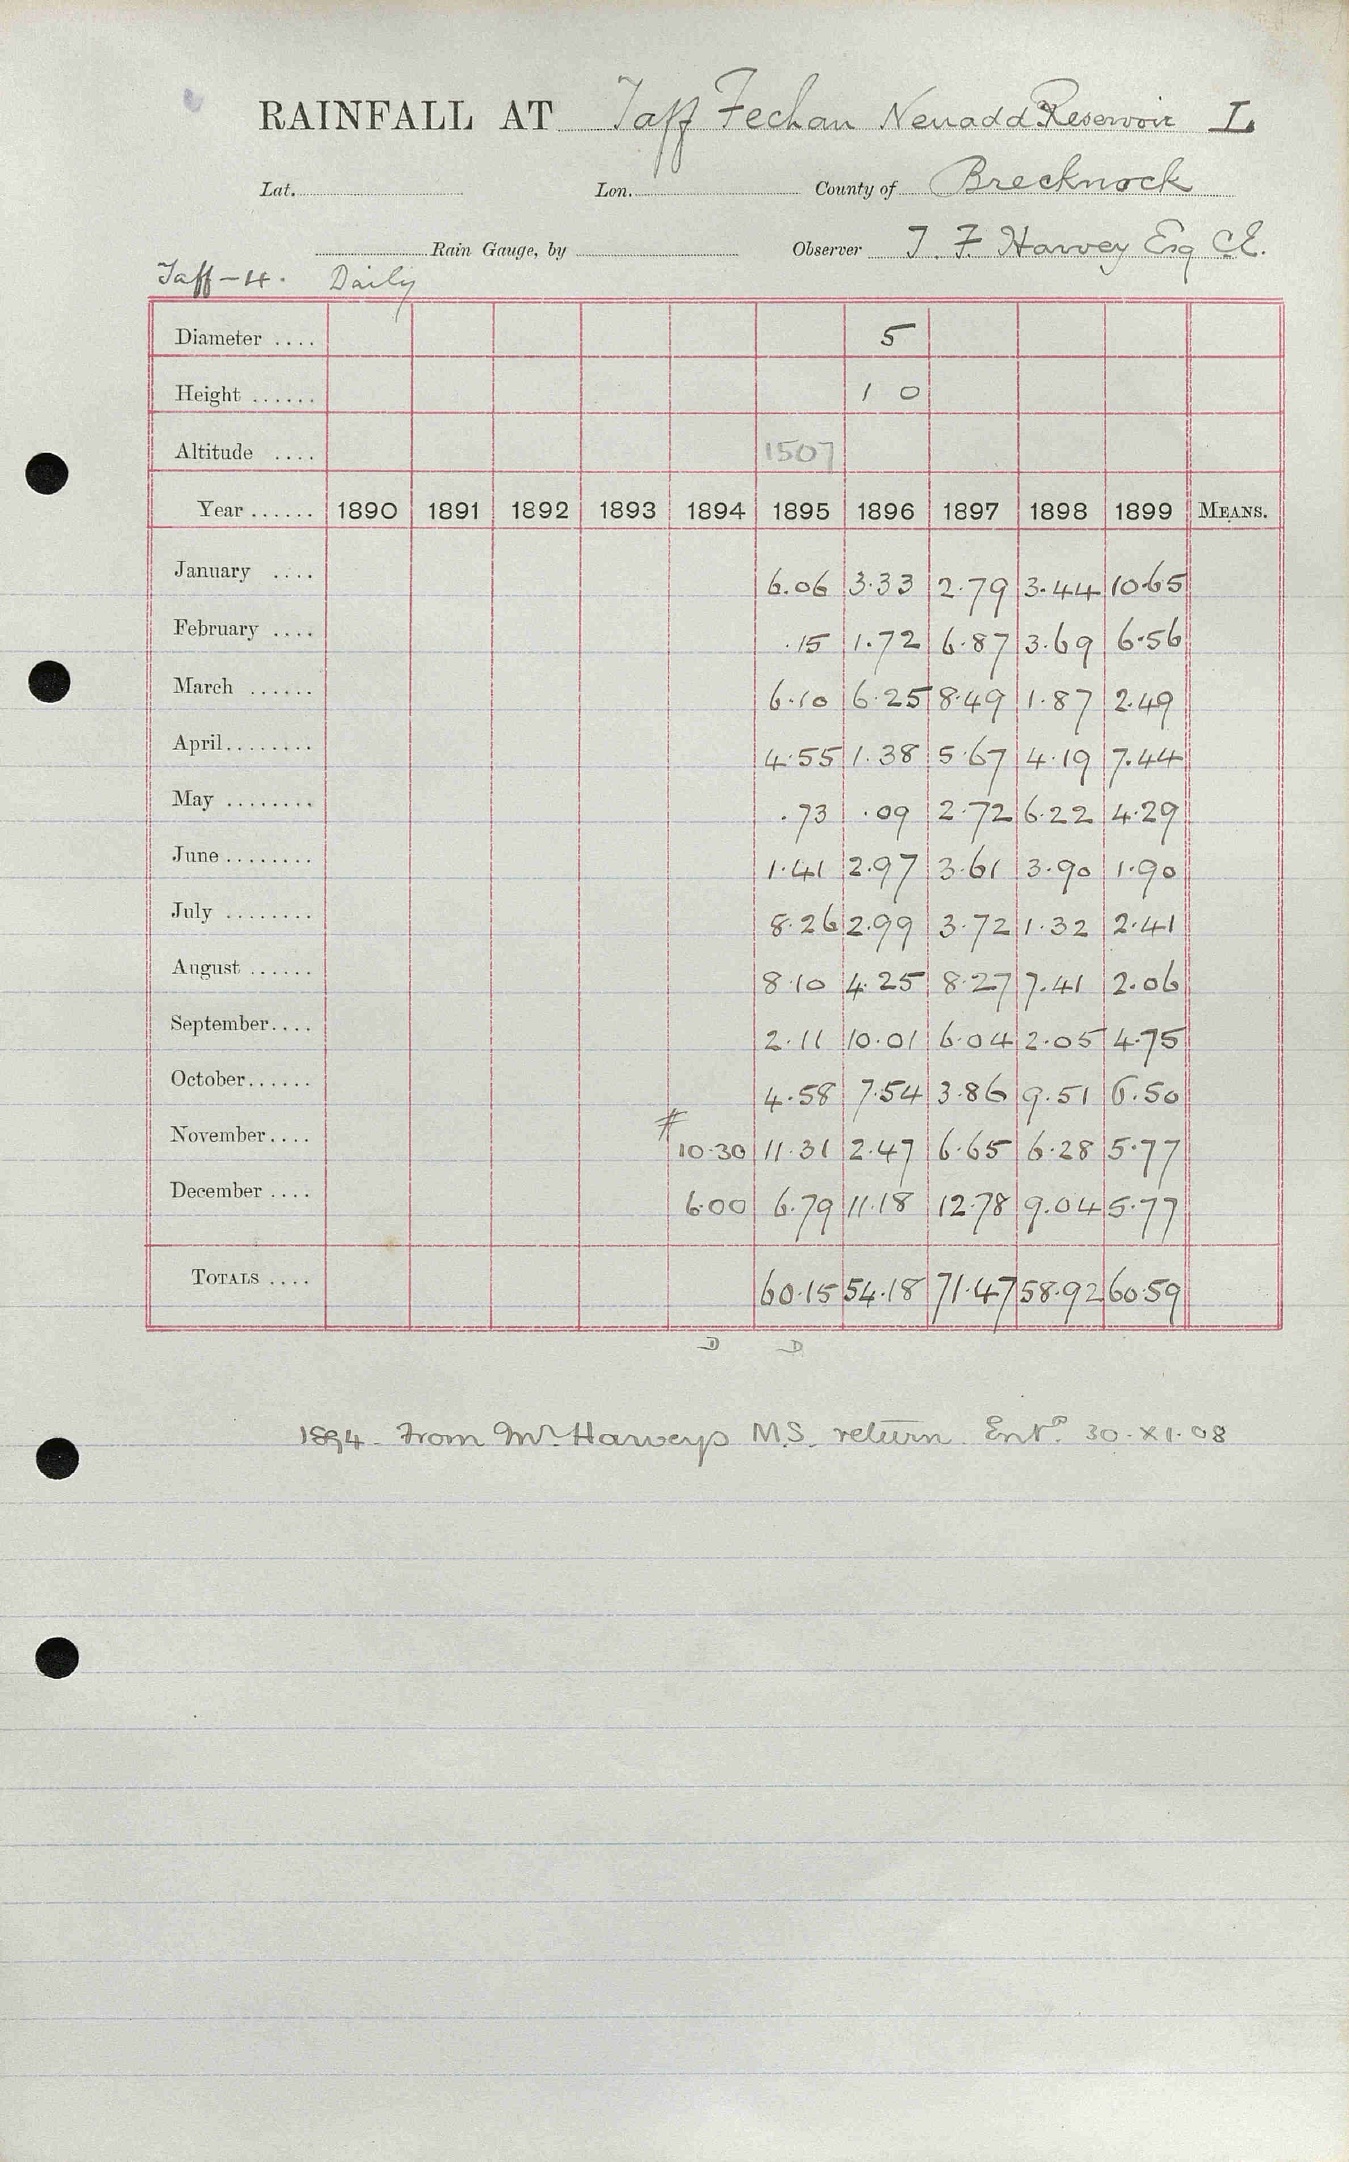 RAINFALL AT Taff Fechan Neuadd Reservoir L
Lat. Lon. County of Brecknock
Rain Gauge, by Observer T. F. Harvey Esq C.E.
Taff-4. Daily
Diameter .... 5
Height ...... 1 0
Altitude .... 1507
Year ...... 1890 1891 1892 1893 1894 1895 1896 1897 1898 1899 MEANS.
January .... 6.06 3.33 2.79 3.44 10.65
February .... .15 1.72 6.87 3.69 6.56
March ...... 6.10 6.25 8.49 1.87 2.49
April........ 4.55 1.38 5.67 4.19 7.44
May ........ .73 .09 2.72 6.22 4.29
June ........ 1.41 2.97 3.61 3.90 1.90
July ........ 8.26 2.99 3.72 1.32 2.41
August ...... 8.10 4.25 8.27 7.41 2.06
September.... 2.11 10.01 6.04 2.05 4.75
October...... 4.58 7.54 3.86 9.51 6.50
November.... # 10.30 11.31 2.47 6.65 6.28 5.77
December .... 6.00 6.79 11.18 12.78 9.04 5.77
TOTALS .... 60.15 54.18 71.47 58.92 60.59
D D
1894. From Mr. Harveys M.S. return. Entd. 30.XI.08